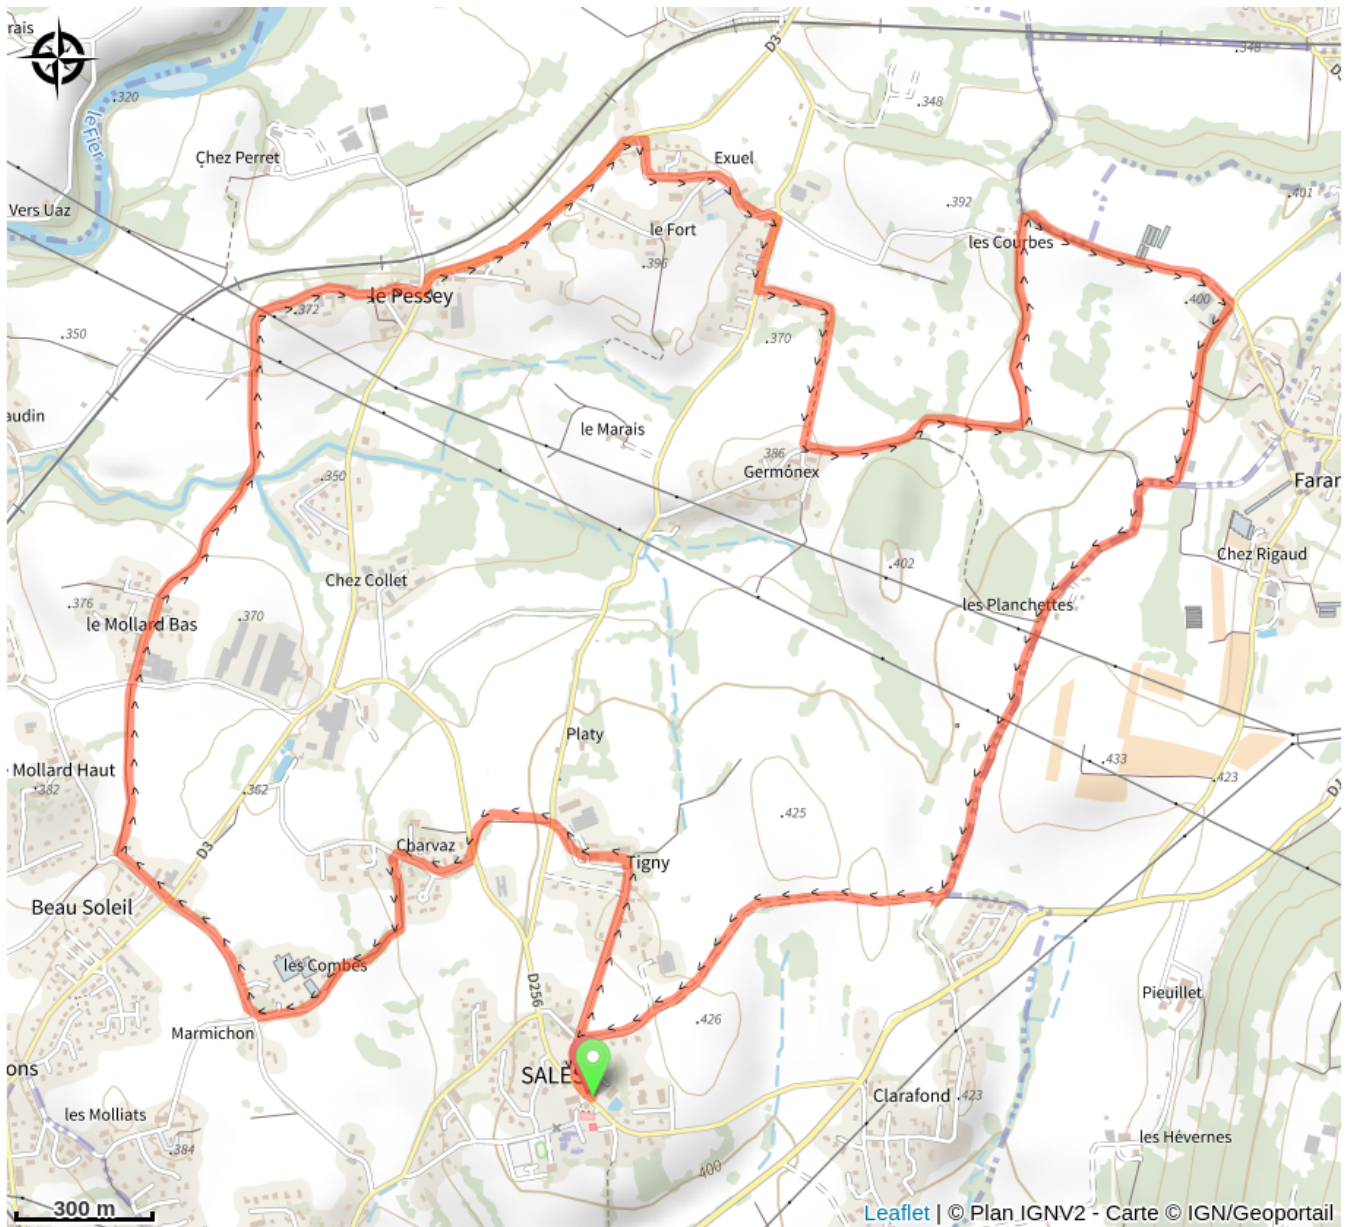 rais
D3
.348
.320
.348
le Fier
Chez Perret
Exuel
.401
Vers Uaz
.392
le Fort
les Courbes
.396
le Pessey
.400
.372
.350
.370
audin
le Marais
386
Germonex
.350
Faran
Chez Rigaud
.402
Chez Collet
.376
.370
les Planchettes
le Mollard Bas
Platy
.433
Mollard Haut
.423
.382
.362
.425
D3
Charvaz
Tigny
Beau Soleil
les Combes
D256
Pieuillet
.426
Marmichon
ons
SALÈS
Clarafond
.423
les Molliats
les Hévernes
.384
400
300 m
Leaflet | © Plan IGNV2 - Carte © IGN/Geoportail